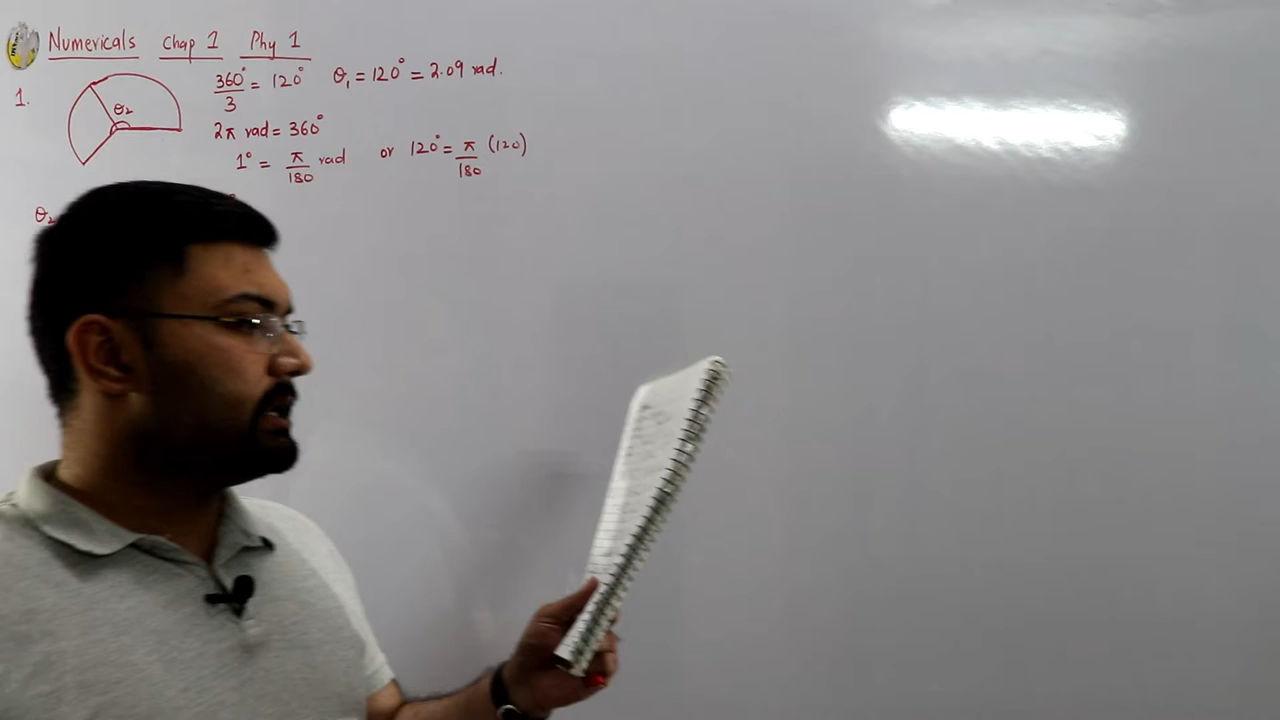 Numericals Chap 1 Phy 1
1.
θ₂
360°/3 = 120° θ₁ = 120° = 2.09 rad.
2π rad = 360°
1° = π/180 rad or 120° = π/180 (120)
θ₂